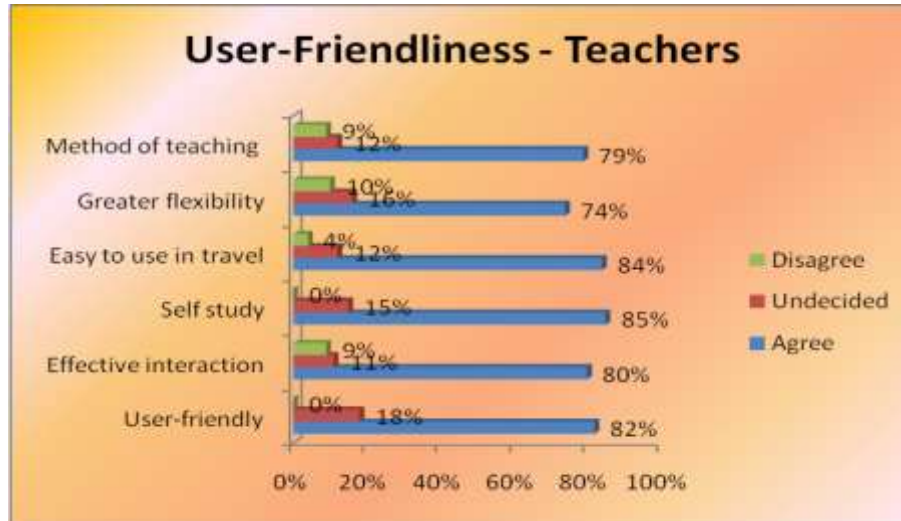 User-Friendliness - Teachers
Method of teaching
9%
12%
79%
Greater flexibility
10%
16%
74%
Easy to use in travel
4%
12%
84%
Self study
0%
15%
85%
Effective interaction
9%
11%
80%
User-friendly
0%
18%
82%
Disagree
Undecided
Agree
0% 20% 40% 60% 80% 100%